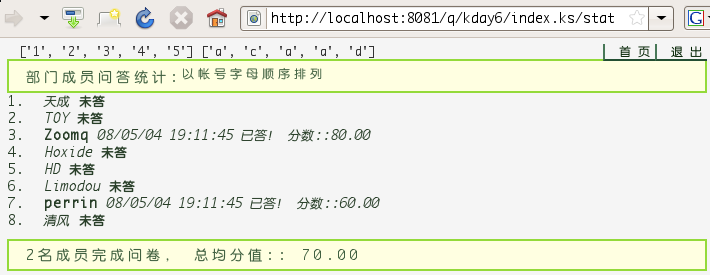 http://localhost:8081/q/kday6/index.ks/stat
['1', '2', '3', '4', '5'] ['a', 'c', 'a', 'a', 'd']
首页 退出
部门成员问答统计:以帐号字母顺序排列
1. 天成 未答
2. TOY 未答
3. Zoomq 08/05/04 19:11:45 已答! 分数::80.00
4. Hoxide 未答
5. HD 未答
6. Limodou 未答
7. perrin 08/05/04 19:11:45 已答! 分数::60.00
8. 清风 未答
2名成员完成问卷, 总均分值:: 70.00